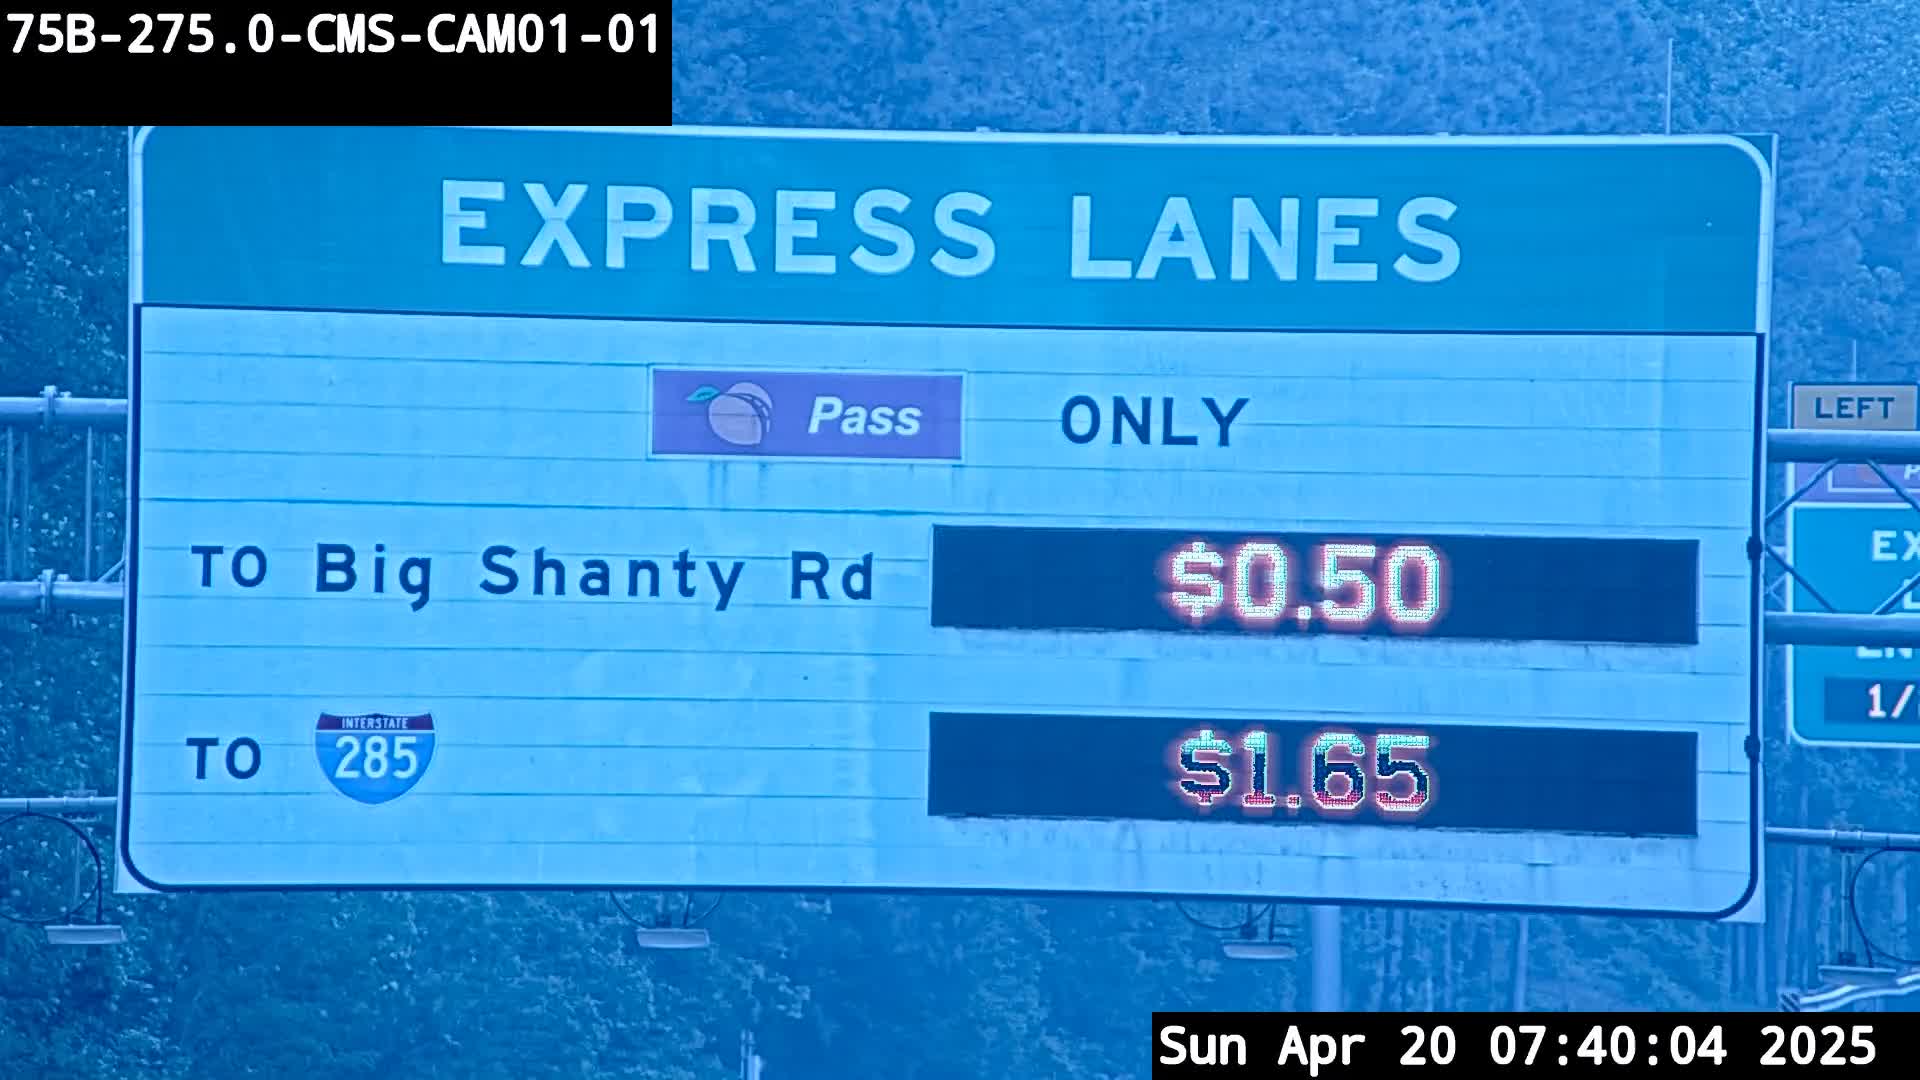 75B-275.0-CMS-CAM01-01
EXPRESS LANES
Pass ONLY
LEFT
TO Big Shanty Rd $0.50
TO INTERSTATE 285 $1.65
1/
Sun Apr 20 07:40:04 2025